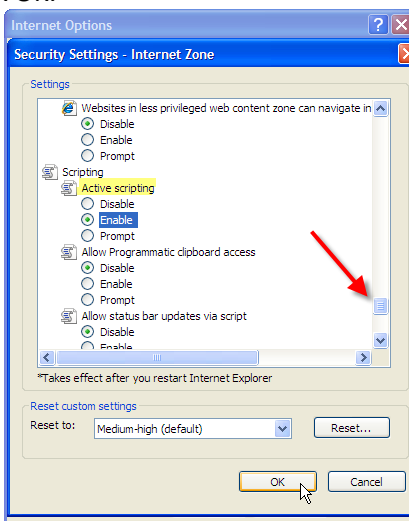 Internet Options
Security Settings - Internet Zone
Settings
Websites in less privileged web content zone can navigate in
Disable
Enable
Prompt
Scripting
Active scripting
Disable
Enable
Prompt
Allow Programmatic clipboard access
Disable
Enable
Prompt
Allow status bar updates via script
Disable
Enable
*Takes effect after you restart Internet Explorer
Reset custom settings
Reset to:
Medium-high (default)
Reset...
OK
Cancel